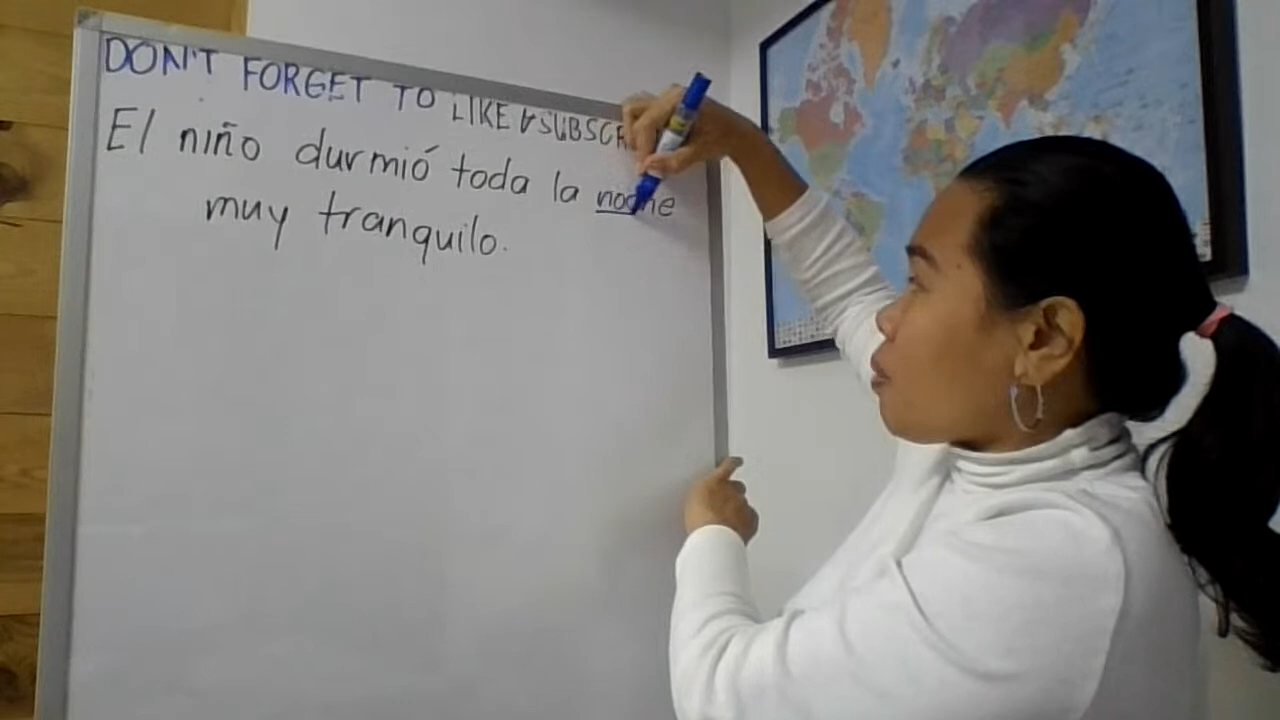 DON'T FORGET TO LIKE &
El niño durmió toda la noche
muy tranquilo.